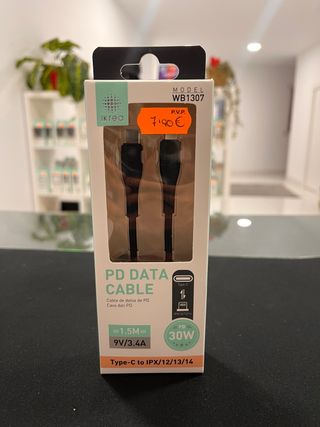 MODEL
WB1307
ikrea
P.V.P.
7'90€
PD DATA
CABLE
Cable de datos de PD
Cavo dati PD
1.5M
9V/3.4A
PD
30W
Type-C to IPX/12/13/14